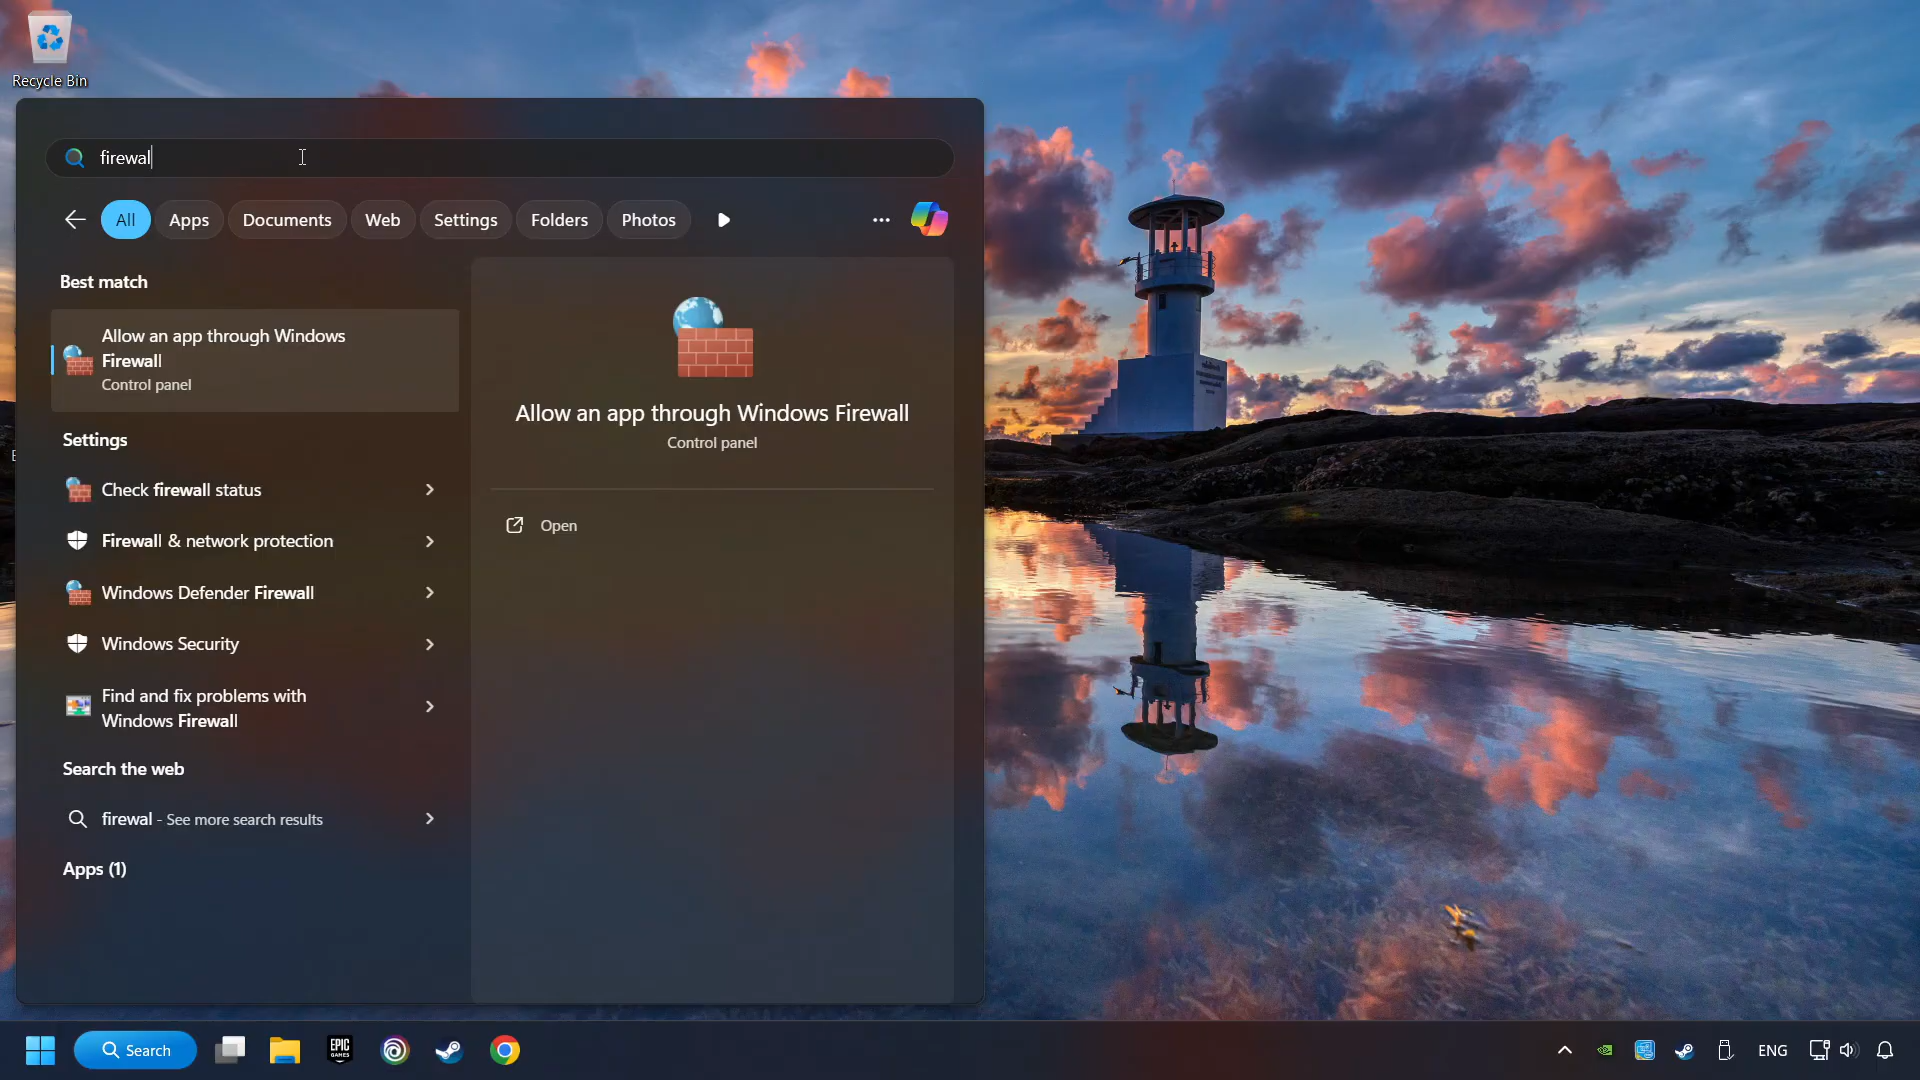 Recycle Bin
firewal
All
Apps
Documents
Web
Settings
Folders
Photos
Best match
Allow an app through Windows
Firewall
Control panel
Settings
Check firewall status
Firewall & network protection
Windows Defender Firewall
Windows Security
Find and fix problems with
Windows Firewall
Search the web
firewal - See more search results
Apps (1)
Allow an app through Windows Firewall
Control panel
Open
Search
EPIC
GAMES
ENG